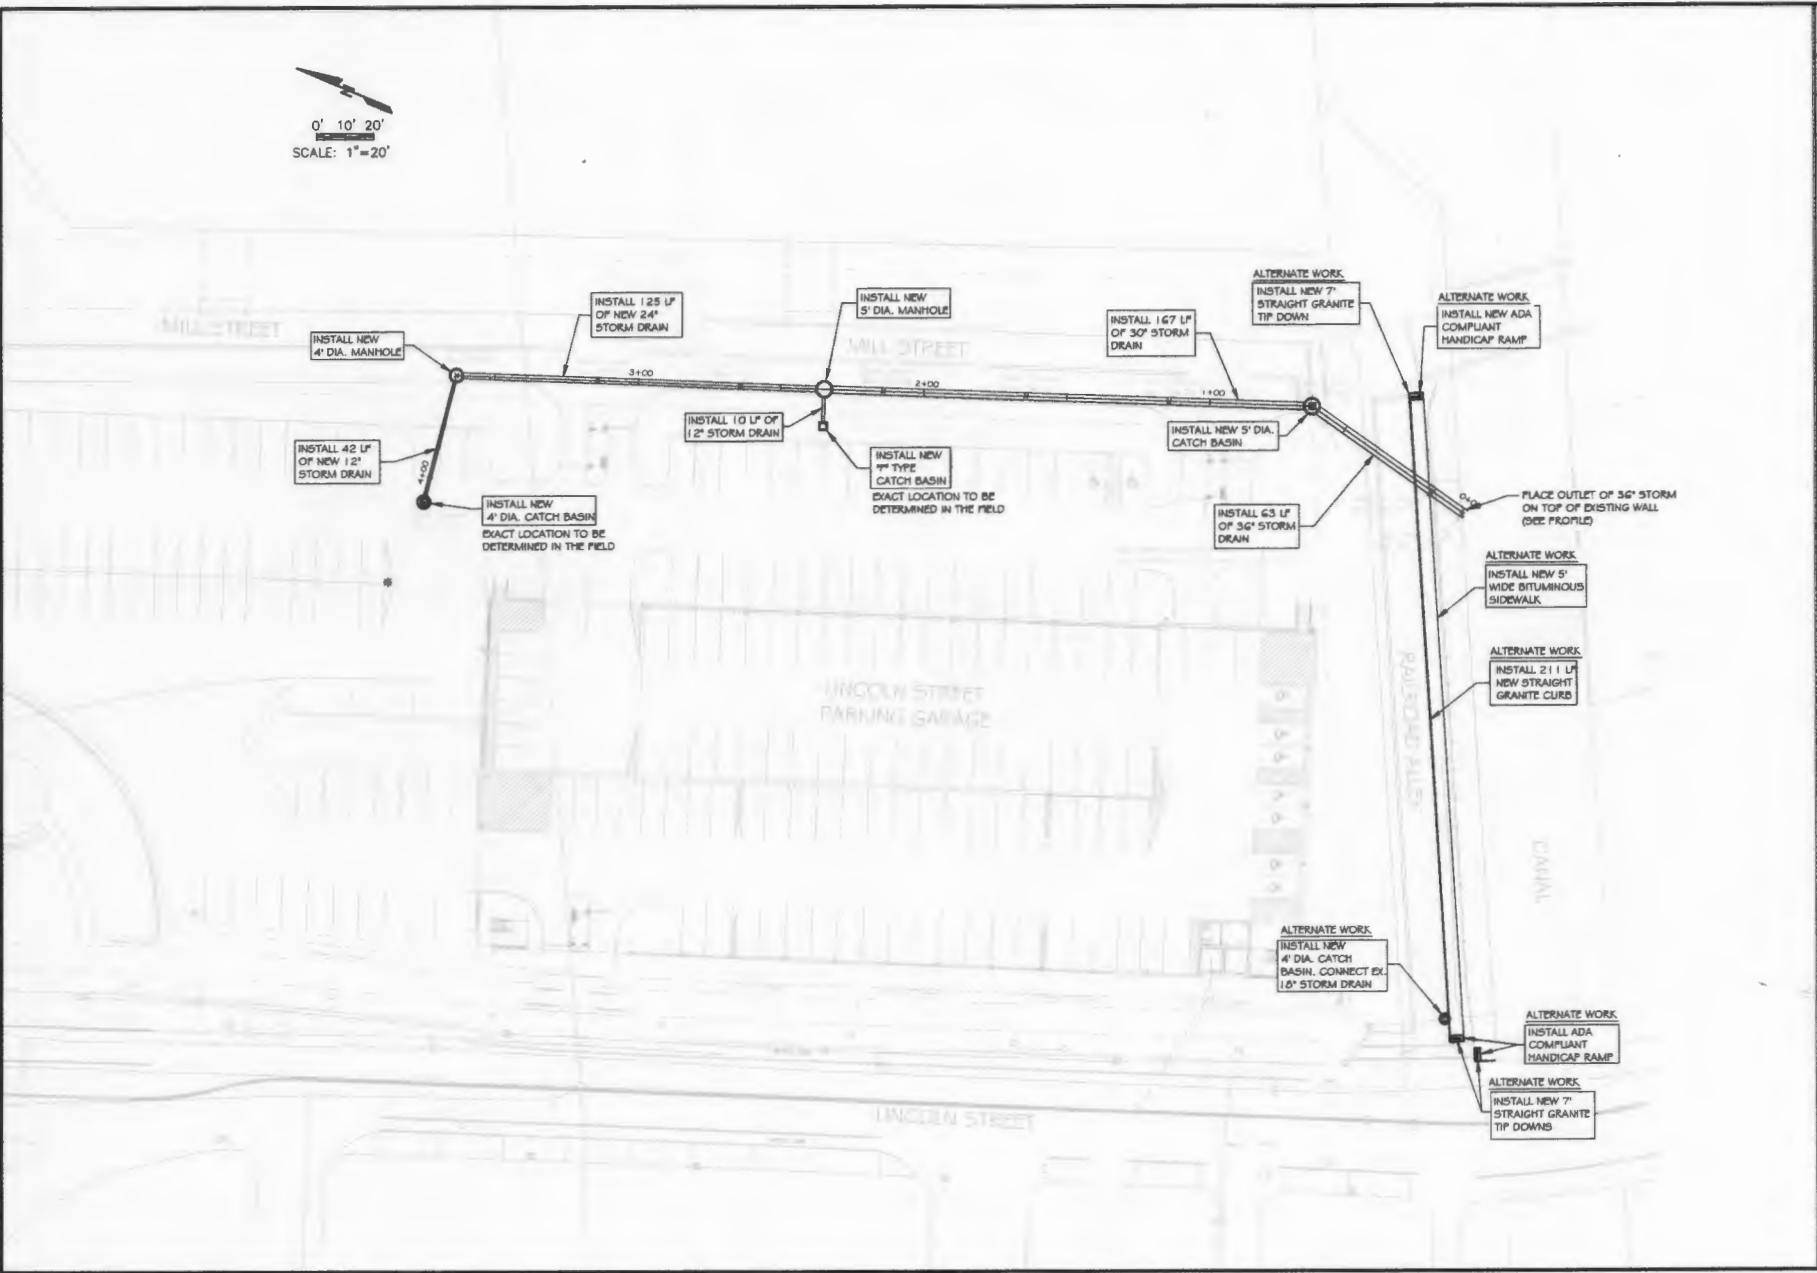 N
0' 10' 20'
SCALE: 1"=20'
MILL STREET
INSTALL NEW
4' DIA. MANHOLE
INSTALL 125 LF
OF NEW 24"
STORM DRAIN
INSTALL NEW
5' DIA. MANHOLE
MILL STREET
INSTALL 167 LF
OF 30" STORM
DRAIN
ALTERNATE WORK
INSTALL NEW 7'
STRAIGHT GRANITE
TIP DOWN
ALTERNATE WORK
INSTALL NEW ADA
COMPLIANT
HANDICAP RAMP
3+00
2+00
1+00
INSTALL 10 LF OF
12" STORM DRAIN
INSTALL NEW 5' DIA.
CATCH BASIN
INSTALL 42 LF
OF NEW 12"
STORM DRAIN
4+00
INSTALL NEW
"F" TYPE
CATCH BASIN
EXACT LOCATION TO BE
DETERMINED IN THE FIELD
INSTALL NEW
4' DIA. CATCH BASIN
EXACT LOCATION TO BE
DETERMINED IN THE FIELD
INSTALL 63 LF
OF 36" STORM
DRAIN
0+00
PLACE OUTLET OF 36" STORM
ON TOP OF EXISTING WALL
(SEE PROFILE)
ALTERNATE WORK
INSTALL NEW 5'
WIDE BITUMINOUS
SIDEWALK
ALTERNATE WORK
INSTALL 211 LF
NEW STRAIGHT
GRANITE CURB
LINCOLN STREET
PARKING GARAGE
RAILROAD ALLEY
CANAL
ALTERNATE WORK
INSTALL NEW
4' DIA. CATCH
BASIN. CONNECT EX.
18" STORM DRAIN
ALTERNATE WORK
INSTALL ADA
COMPLIANT
HANDICAP RAMP
ALTERNATE WORK
INSTALL NEW 7'
STRAIGHT GRANITE
TIP DOWNS
LINCOLN STREET